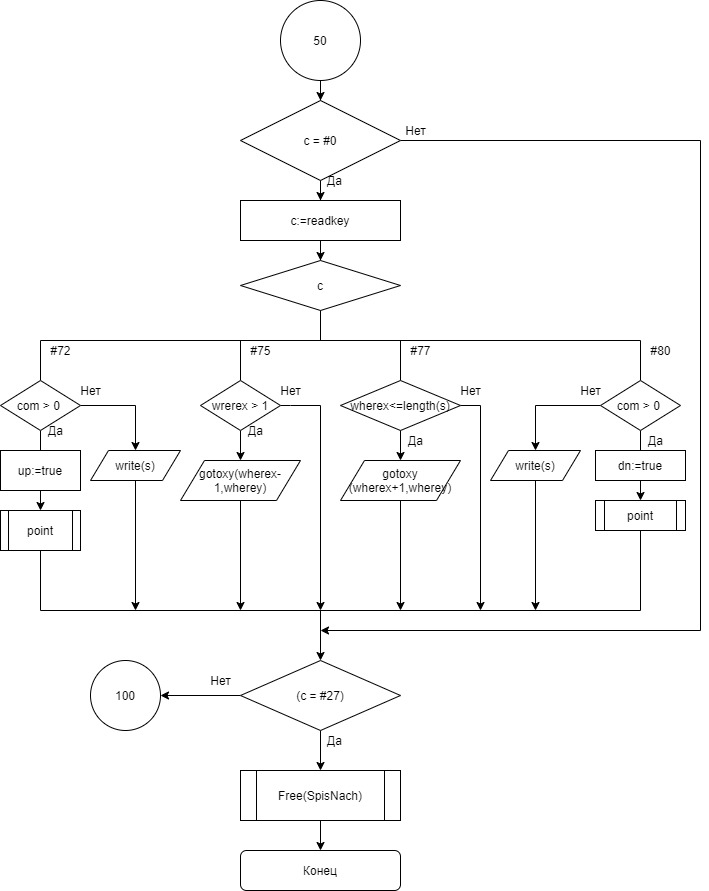 50
c = #0
Нет
Да
c:=readkey
c
#72
#75
#77
#80
com > 0
Нет
wrerex > 1
Нет
wherex<=length(s)
Нет
Нет
com > 0
Да
Да
Да
Да
up:=true
write(s)
gotoxy(wherex-
1,wherey)
gotoxy
(wherex+1,wherey)
write(s)
dn:=true
point
point
(c = #27)
Нет
100
Да
Free(SpisNach)
Конец